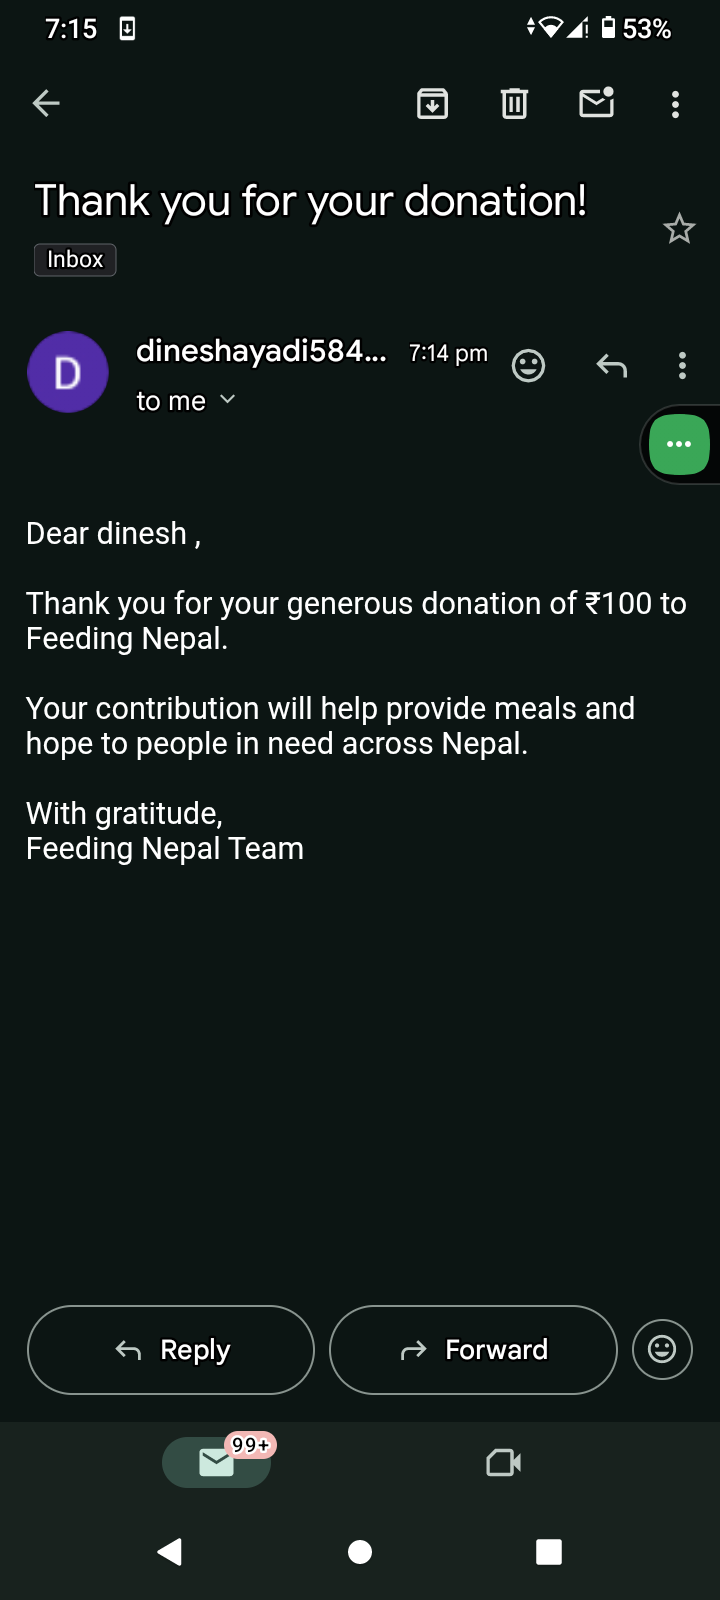 7:15
53%
Thank you for your donation!
Inbox
D
dineshayadi584... 7:14 pm
to me
Dear dinesh ,
Thank you for your generous donation of ₹100 to
Feeding Nepal.
Your contribution will help provide meals and
hope to people in need across Nepal.
With gratitude,
Feeding Nepal Team
Reply
Forward
99+